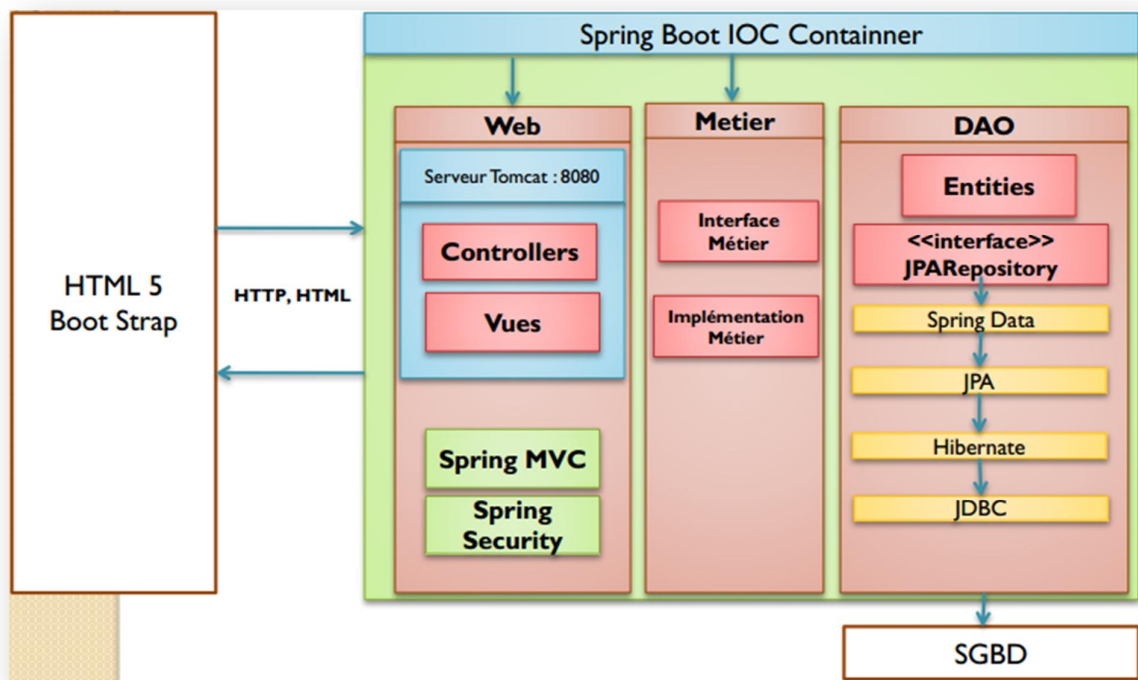 Spring Boot IOC Containner
HTML 5
Boot Strap
HTTP, HTML
Web
Serveur Tomcat : 8080
Controllers
Vues
Spring MVC
Spring
Security
Metier
Interface
Métier
Implémentation
Métier
DAO
Entities
<<interface>>
JPARepository
Spring Data
JPA
Hibernate
JDBC
SGBD